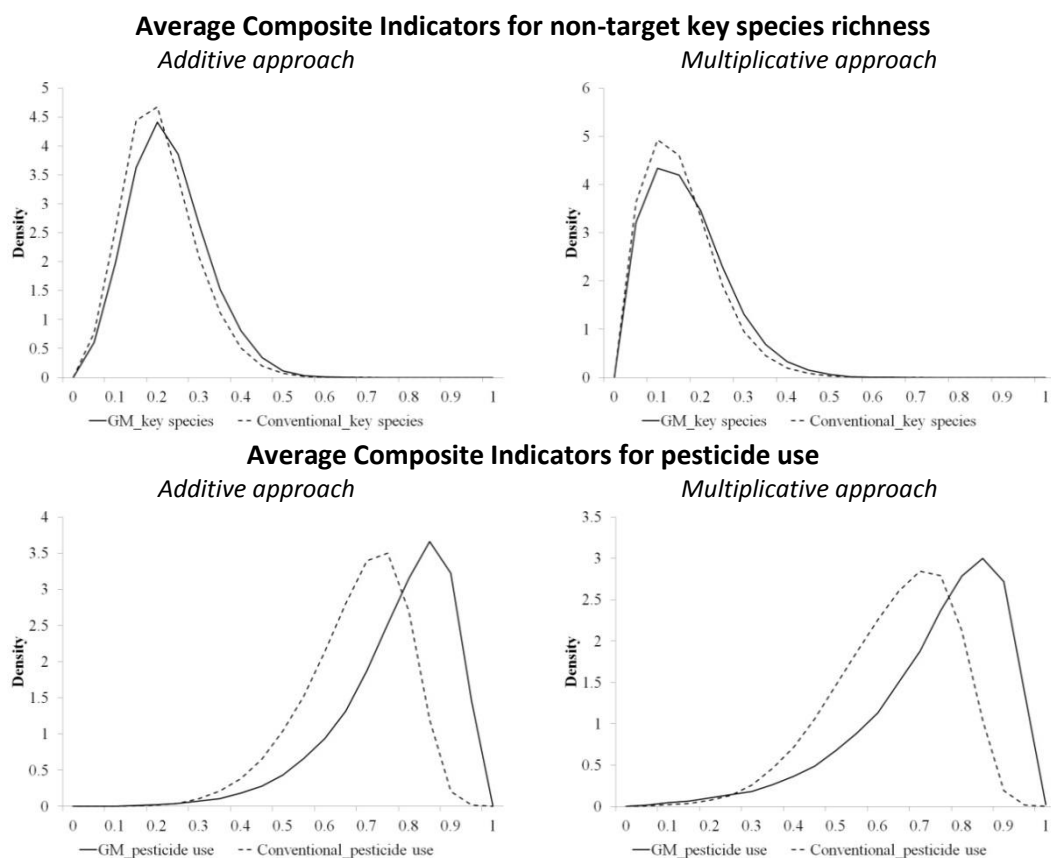 Average Composite Indicators for non-target key species richness
Additive approach
Multiplicative approach
5
4.5
4
3.5
3
2.5
2
1.5
1
0.5
0
Density
0 0.1 0.2 0.3 0.4 0.5 0.6 0.7 0.8 0.9 1
GM_key species Conventional_key species
6
5
4
3
2
1
0
Density
0 0.1 0.2 0.3 0.4 0.5 0.6 0.7 0.8 0.9 1
GM_key species Conventional_key species
Average Composite Indicators for pesticide use
Additive approach
Multiplicative approach
4
3.5
3
2.5
2
1.5
1
0.5
0
Density
0 0.1 0.2 0.3 0.4 0.5 0.6 0.7 0.8 0.9 1
GM_pesticide use Conventional_pesticide use
3.5
3
2.5
2
1.5
1
0.5
0
Density
0 0.1 0.2 0.3 0.4 0.5 0.6 0.7 0.8 0.9 1
GM_pesticide use Conventional_pesticide use